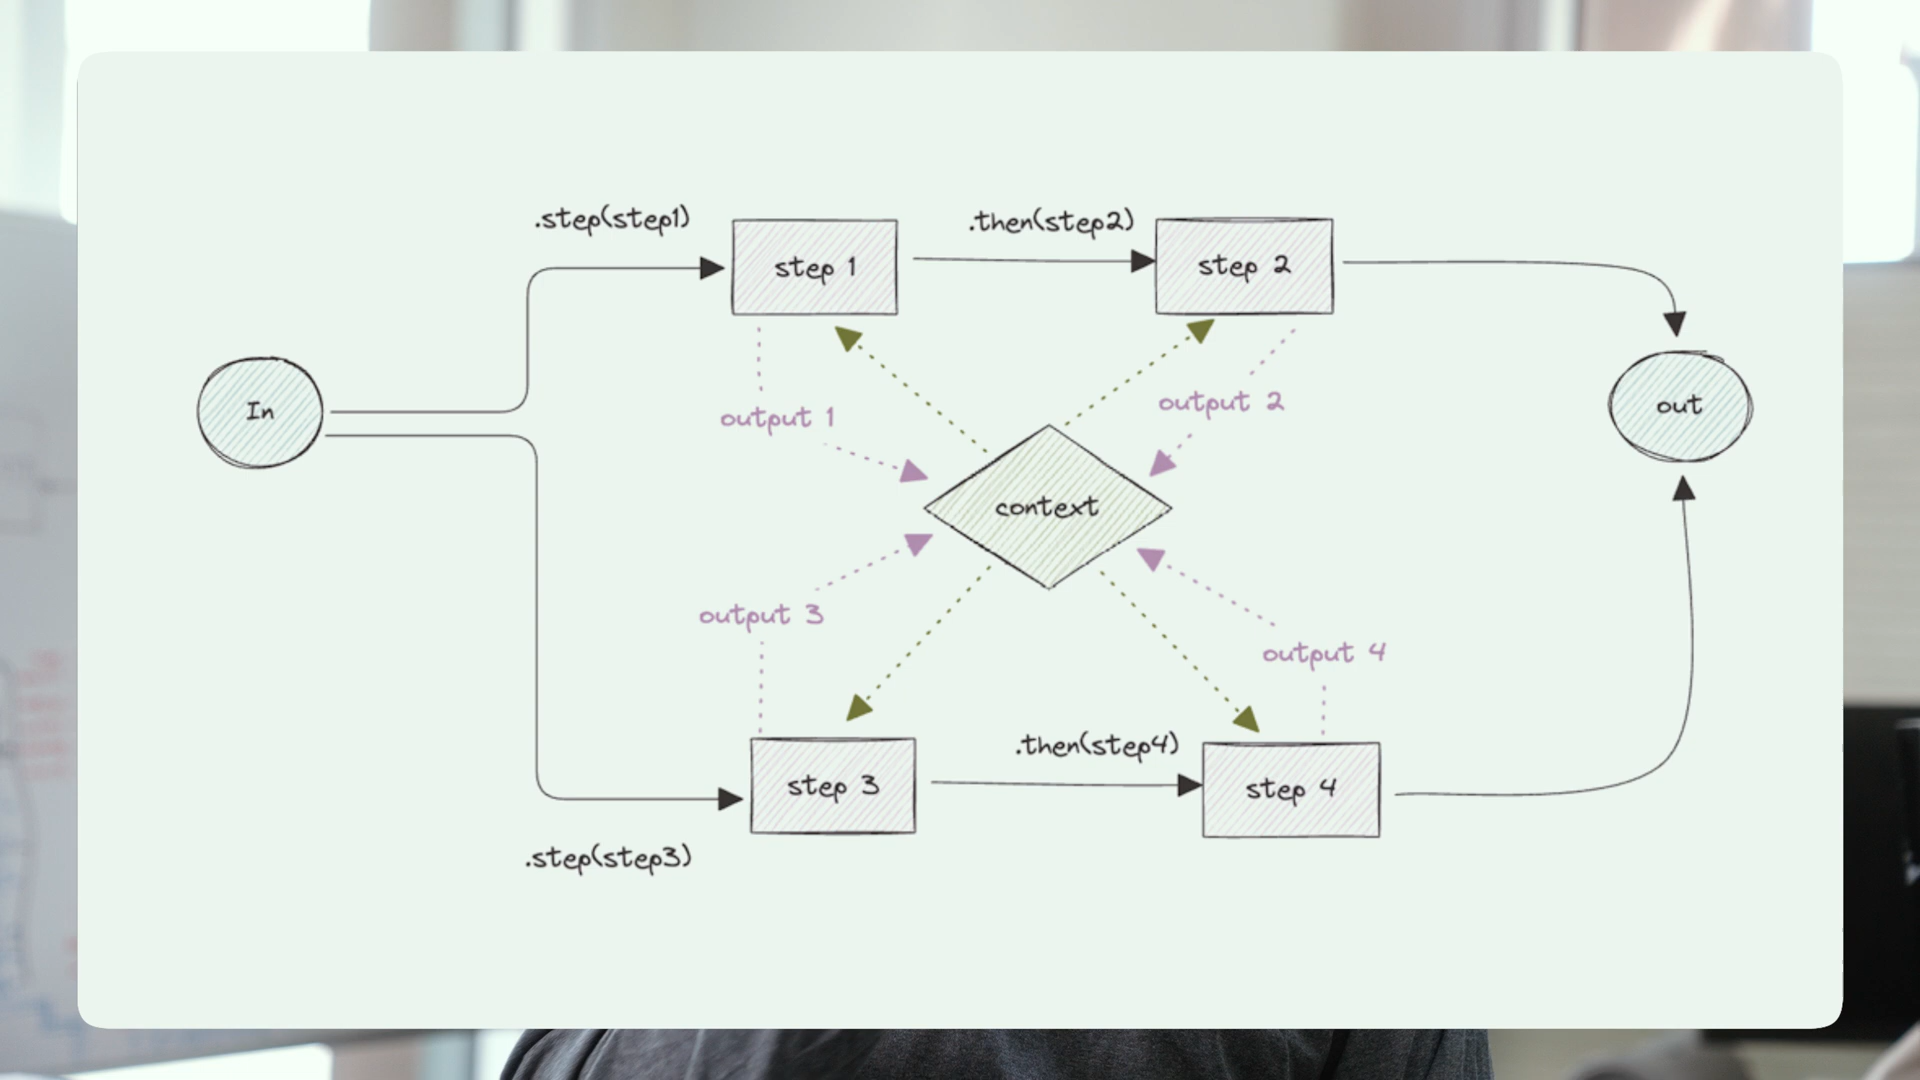 .step(step1)
step 1
.then(step2)
step 2
In
out
output 1
output 2
context
output 3
output 4
step 3
.then(step4)
step 4
.step(step3)